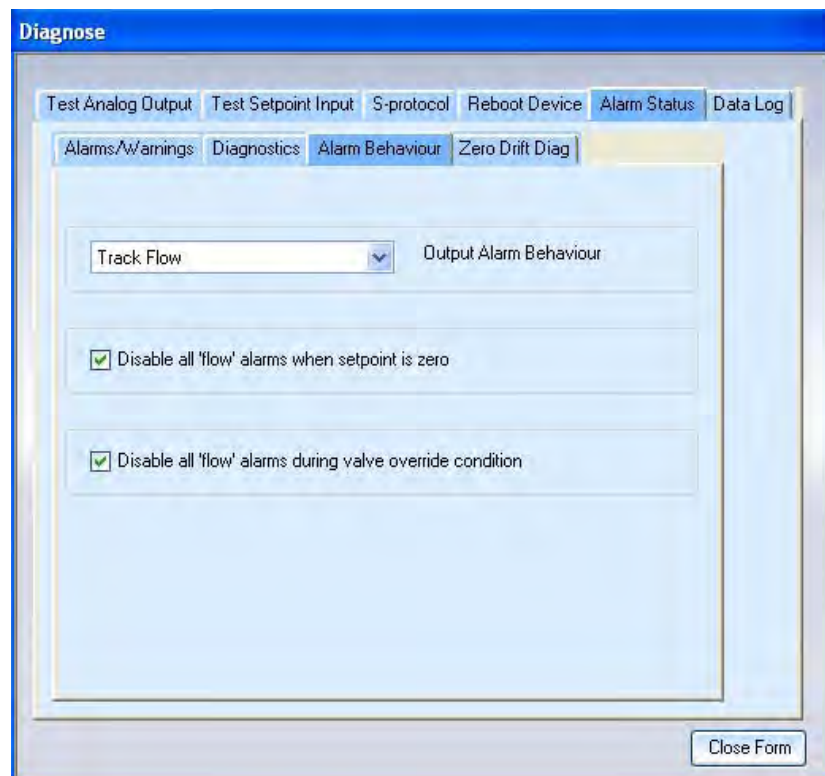 Diagnose
Test Analog Output Test Setpoint Input S-protocol Reboot Device Alarm Status Data Log
Alarms/Warnings Diagnostics Alarm Behaviour Zero Drift Diag
Track Flow Output Alarm Behaviour
Disable all 'flow' alarms when setpoint is zero
Disable all 'flow' alarms during valve override condition
Close Form